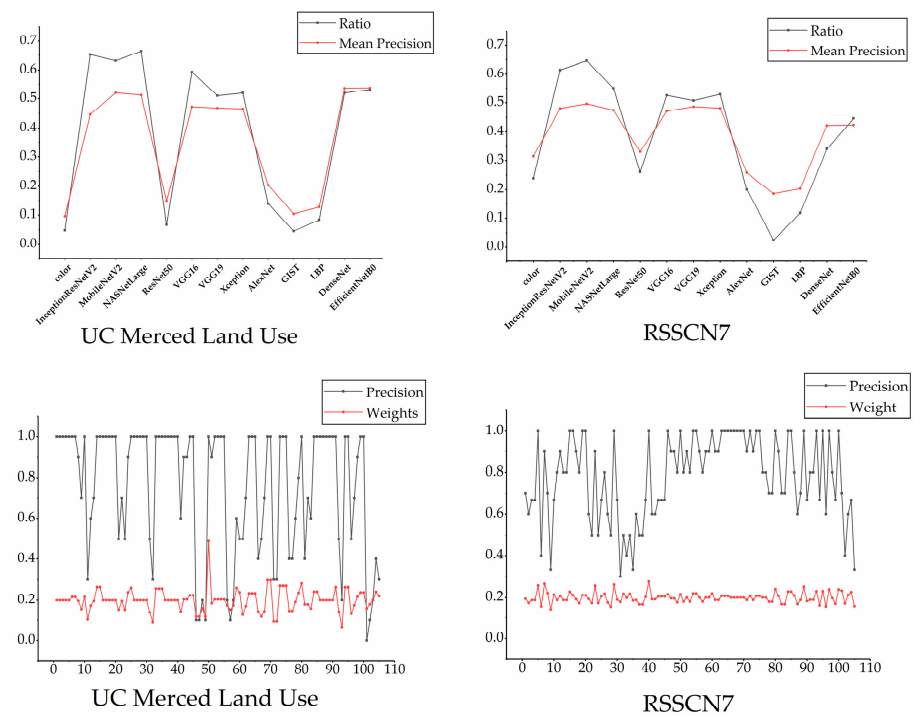 Ratio
Mean Precision
0.7
0.6
0.5
0.4
0.3
0.2
0.1
0.0
color
InceptionResNetV2
MobileNetV2
NASNetLarge
ResNet50
VGG16
VGG19
Xception
AlexNet
GIST
LBP
DenseNet
EfficientNetB0
UC Merced Land Use
Ratio
Mean Precision
0.7
0.6
0.5
0.4
0.3
0.2
0.1
0.0
color
InceptionResNetV2
MobileNetV2
NASNetLarge
ResNet50
VGG16
VGG19
Xception
AlexNet
GIST
LBP
DenseNet
EfficientNetB0
RSSCN7
Precision
Weights
1.0
0.8
0.6
0.4
0.2
0.0
0 10 20 30 40 50 60 70 80 90 100 110
UC Merced Land Use
Precision
Weight
1.0
0.8
0.6
0.4
0.2
0.0
0 10 20 30 40 50 60 70 80 90 100 110
RSSCN7